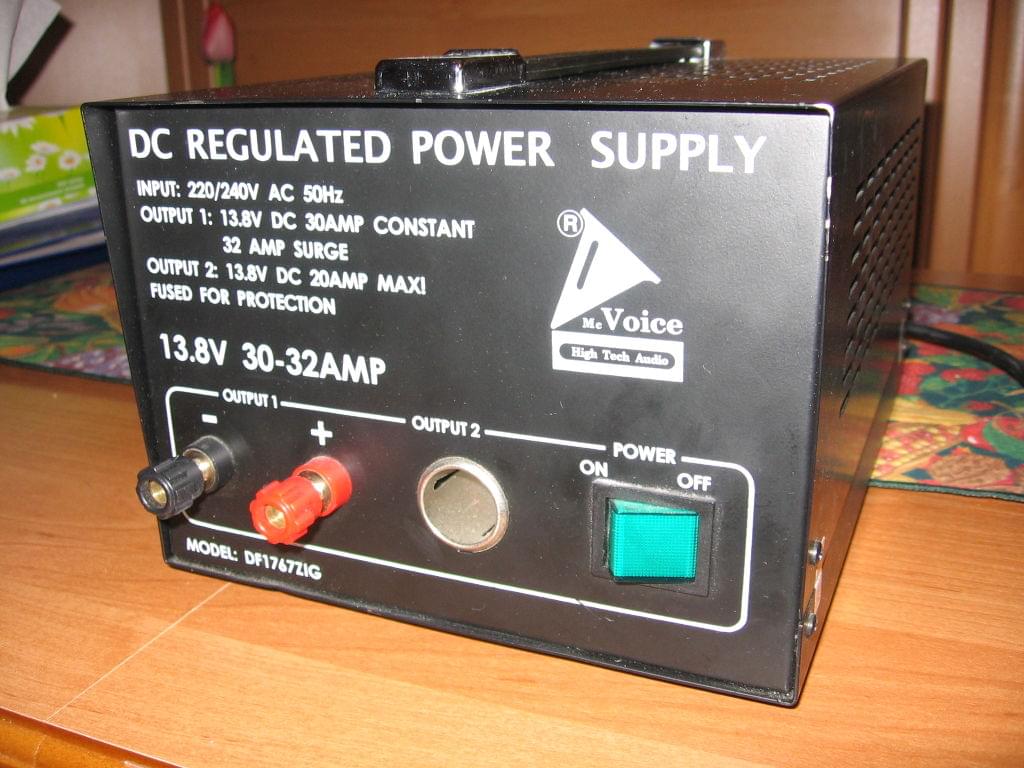 DC REGULATED POWER SUPPLY
INPUT: 220/240V AC 50Hz
OUTPUT 1: 13.8V DC 30AMP CONSTANT
32 AMP SURGE
OUTPUT 2: 13.8V DC 20AMP MAX!
FUSED FOR PROTECTION
®
Mc Voice
High Tech Audio
13.8V 30-32AMP
OUTPUT 1
- +
OUTPUT 2
POWER
ON OFF
MODEL: DF1767ZIG